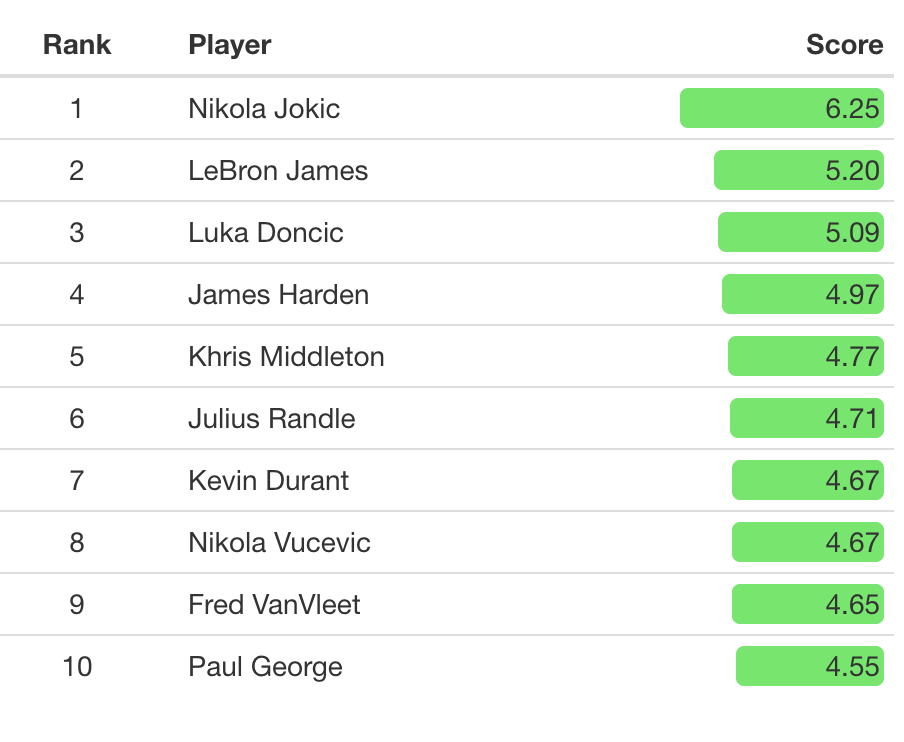 Rank Player Score
1 Nikola Jokic 6.25
2 LeBron James 5.20
3 Luka Doncic 5.09
4 James Harden 4.97
5 Khris Middleton 4.77
6 Julius Randle 4.71
7 Kevin Durant 4.67
8 Nikola Vucevic 4.67
9 Fred VanVleet 4.65
10 Paul George 4.55